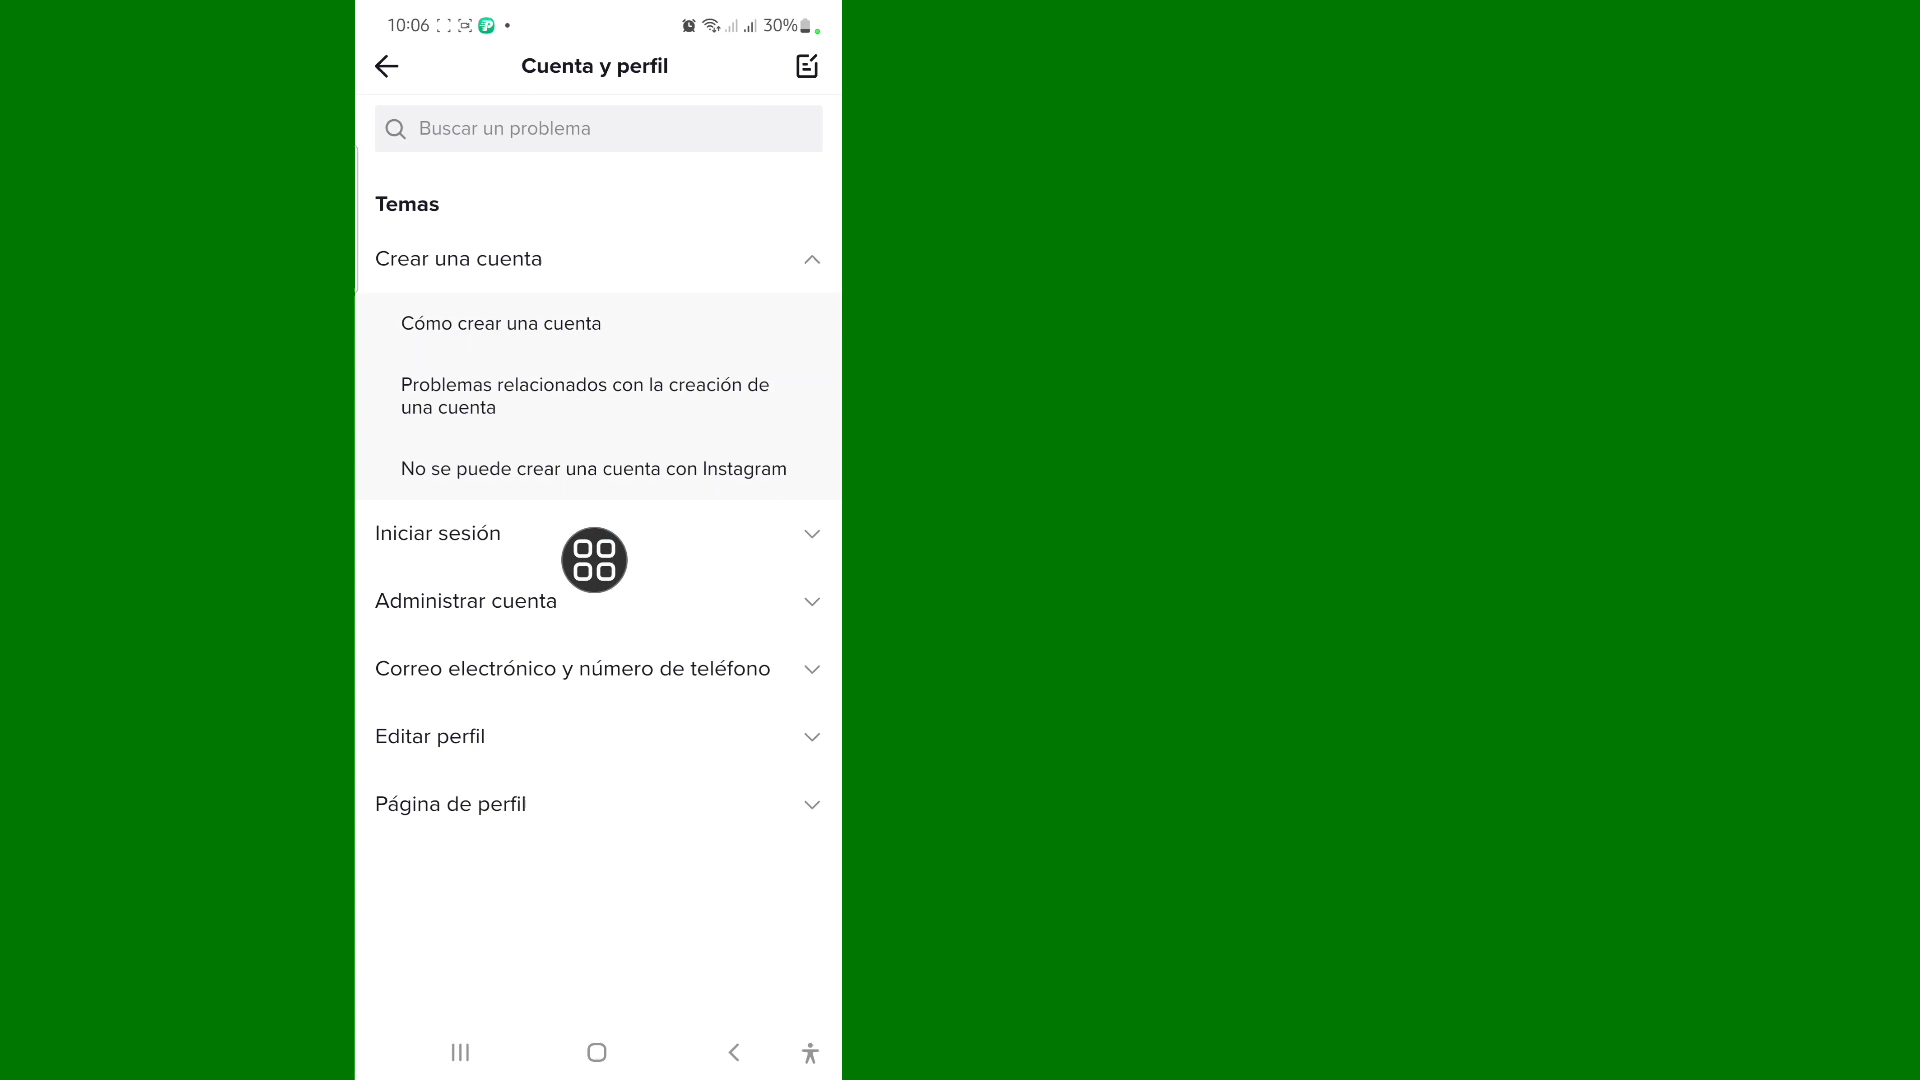 10:06
30%
Cuenta y perfil
Buscar un problema
Temas
Crear una cuenta
Cómo crear una cuenta
Problemas relacionados con la creación de
una cuenta
No se puede crear una cuenta con Instagram
Iniciar sesión
Administrar cuenta
Correo electrónico y número de teléfono
Editar perfil
Página de perfil